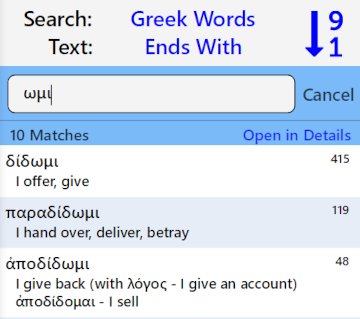 Search: Greek Words 9
Text: Ends With 1
ωμι Cancel
10 Matches Open in Details
δίδωμι 415
I offer, give
παραδίδωμι 119
I hand over, deliver, betray
ἀποδίδωμι 48
I give back (with λόγος - I give an account)
ἀποδίδομαι - I sell